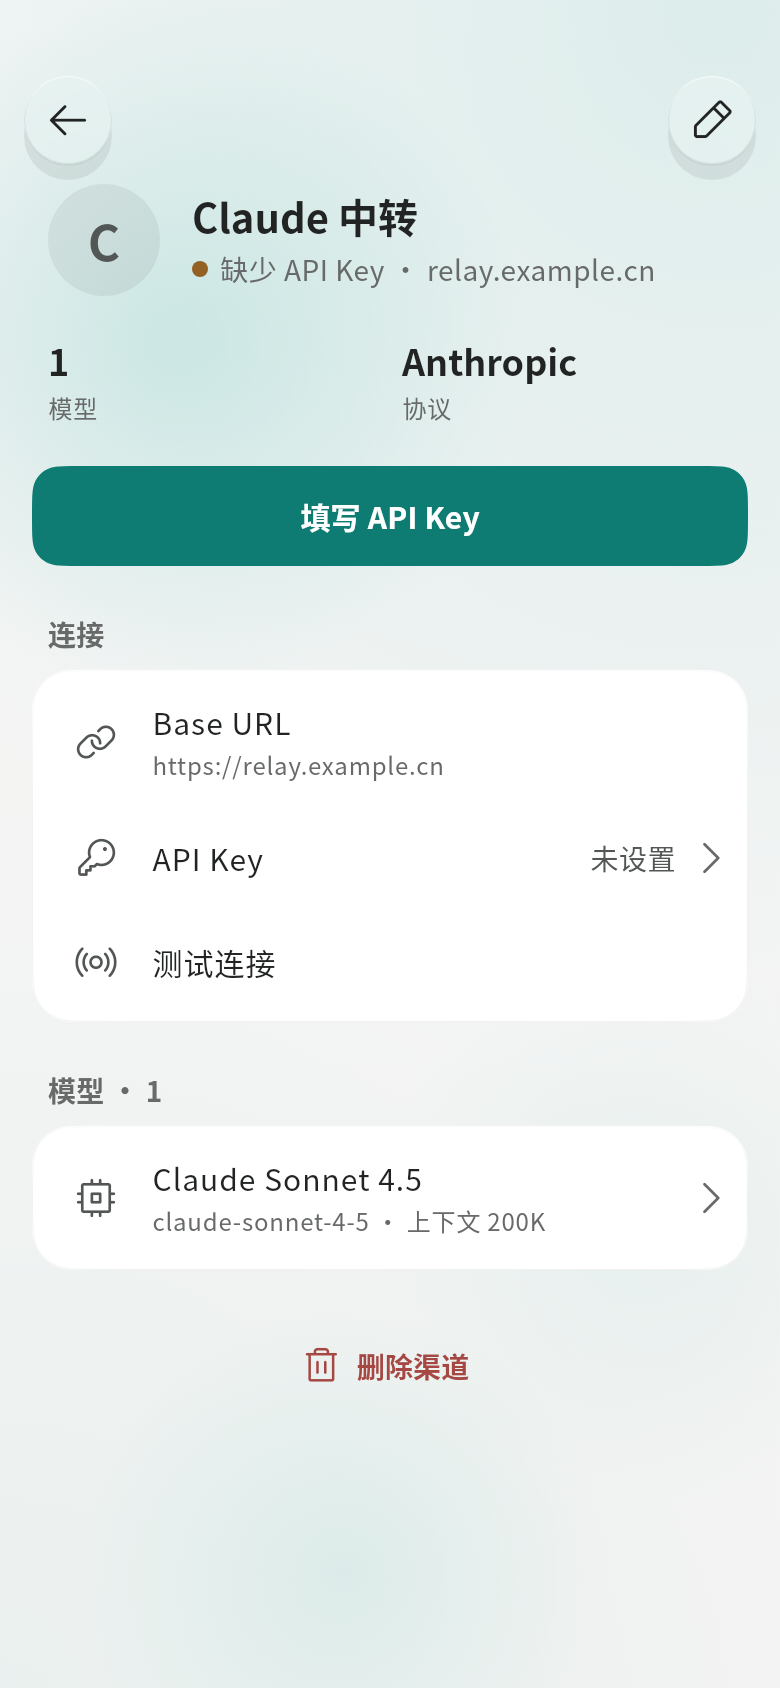 C
Claude 中转
缺少 API Key · relay.example.cn
1
模型
Anthropic
协议
填写 API Key
连接
Base URL
https://relay.example.cn
API Key
未设置
测试连接
模型 · 1
Claude Sonnet 4.5
claude-sonnet-4-5 · 上下文 200K
删除渠道